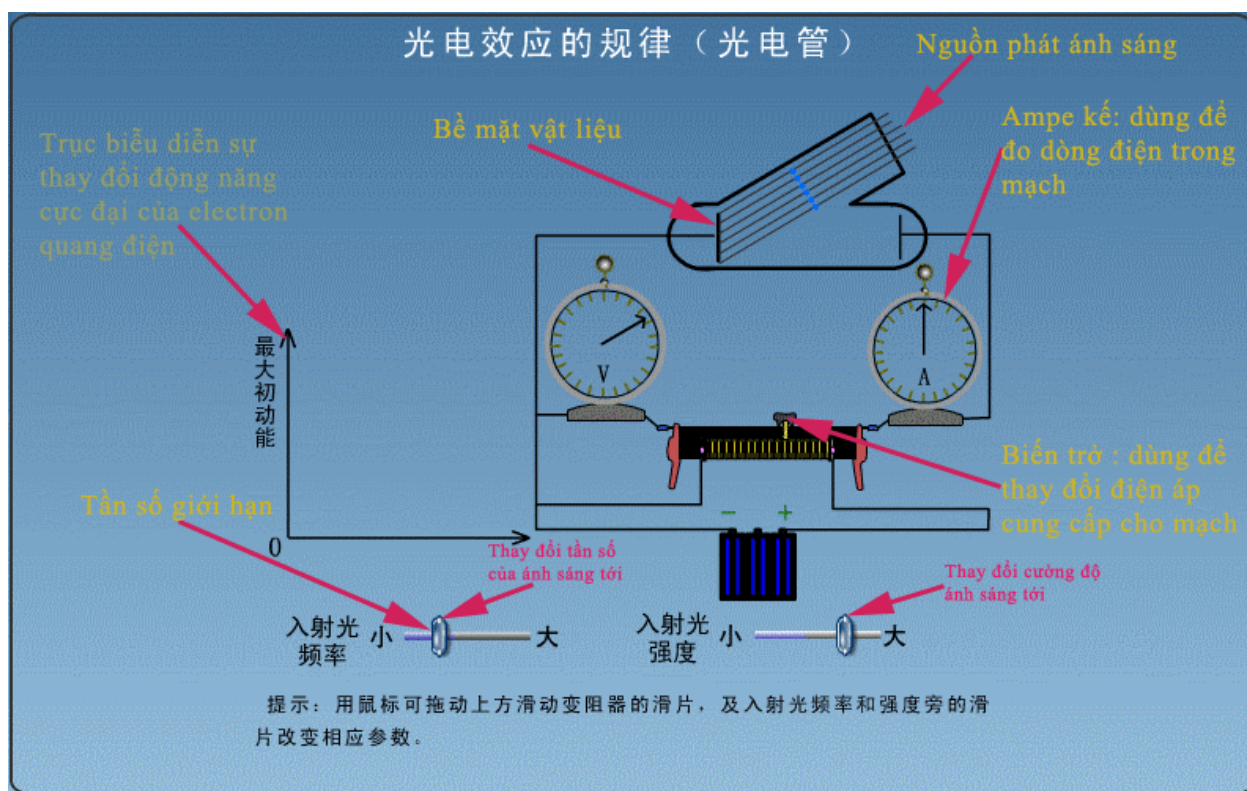 光电效应的规律（光电管）
Nguồn phát ánh sáng
Bề mặt vật liệu
Ampe kế: dùng để
đo dòng điện trong
mạch
Trục biễu diễn sự
thay đổi động năng
cực đại của electron
quang điện
V
A
最大初动能
Biến trở : dùng để
thay đổi điện áp
cung cấp cho mạch
Tần số giới hạn
- +
0
Thay đổi tần số
của ánh sáng tới
Thay đổi cường độ
ánh sáng tới
入射光
频率
小
大
入射光
强度
小
大
提示：用鼠标可拖动上方滑动变阻器的滑片，及入射光频率和强度旁的滑
片改变相应参数。